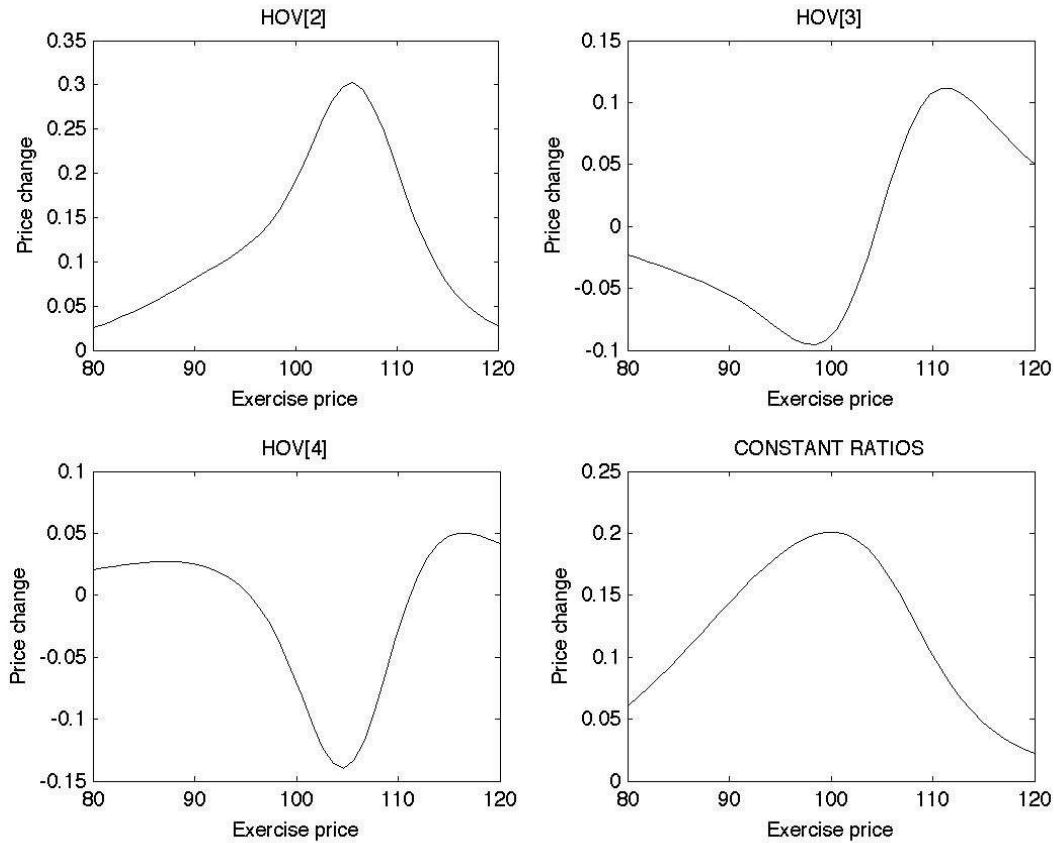 HOV[2]
0.35
0.3
0.25
0.2
0.15
0.1
0.05
0
Price change
80 90 100 110 120
Exercise price
HOV[3]
0.15
0.1
0.05
0
-0.05
-0.1
Price change
80 90 100 110 120
Exercise price
HOV[4]
0.1
0.05
0
-0.05
-0.1
-0.15
Price change
80 90 100 110 120
Exercise price
CONSTANT RATIOS
0.25
0.2
0.15
0.1
0.05
0
Price change
80 90 100 110 120
Exercise price